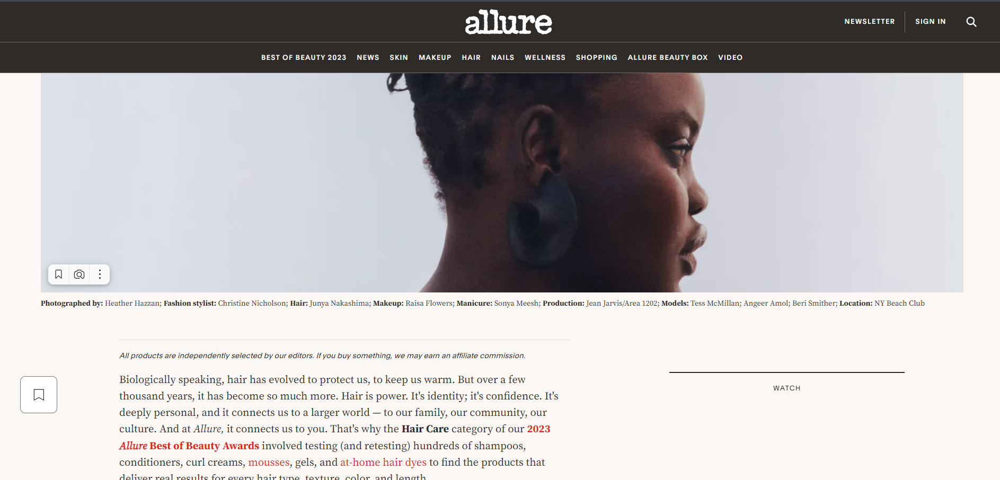 allure
NEWSLETTER
SIGN IN
BEST OF BEAUTY 2023 NEWS SKIN MAKEUP HAIR NAILS WELLNESS SHOPPING ALLURE BEAUTY BOX VIDEO
Photographed by: Heather Hazzan; Fashion stylist: Christine Nicholson; Hair: Junya Nakashima; Makeup: Raisa Flowers; Manicure: Sonya Meesh; Production: Jean Jarvis/Area 1202; Models: Tess McMillan; Angeer Amol; Beri Smither; Location: NY Beach Club
All products are independently selected by our editors. If you buy something, we may earn an affiliate commission.
Biologically speaking, hair has evolved to protect us, to keep us warm. But over a few
thousand years, it has become so much more. Hair is power. It's identity; it's confidence. It's
deeply personal, and it connects us to a larger world — to our family, our community, our
culture. And at Allure, it connects us to you. That's why the Hair Care category of our 2023
Allure Best of Beauty Awards involved testing (and retesting) hundreds of shampoos,
conditioners, curl creams, mousses, gels, and at-home hair dyes to find the products that
deliver real results for every hair type, texture, color, and length.
WATCH